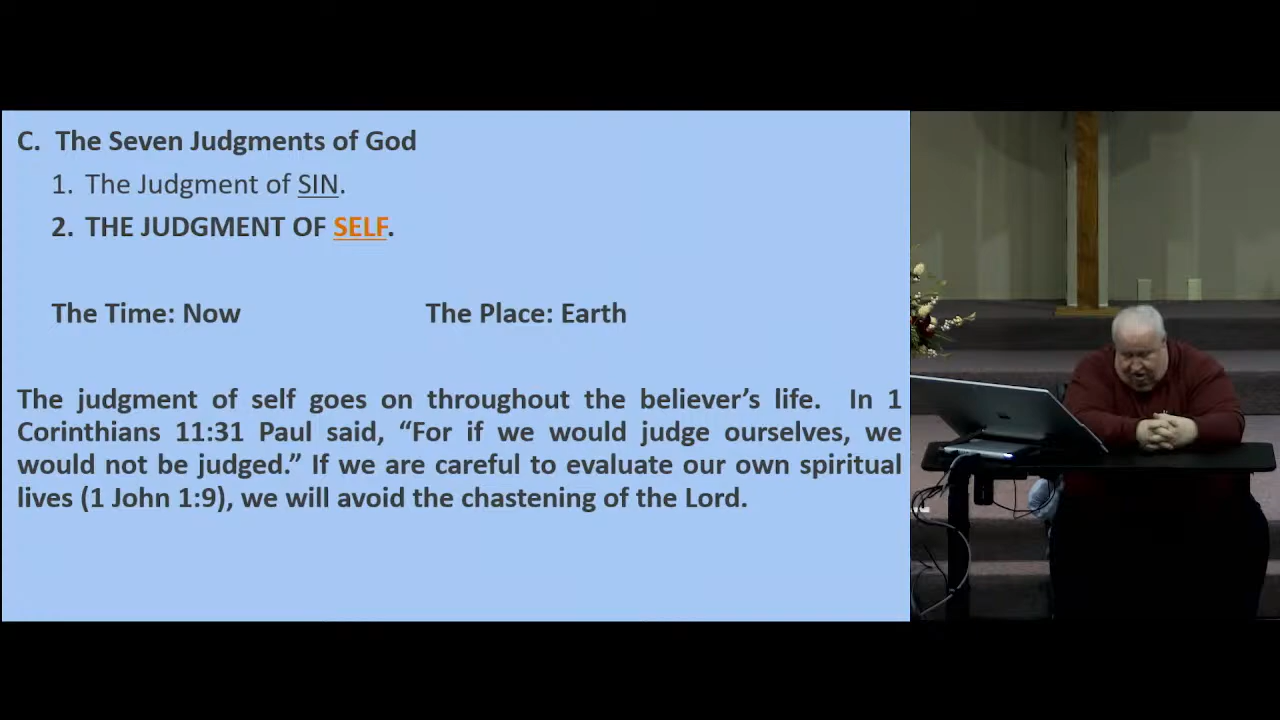 C. The Seven Judgments of God
1. The Judgment of SIN.
2. THE JUDGMENT OF SELF.
The Time: Now The Place: Earth
The judgment of self goes on throughout the believer’s life. In 1
Corinthians 11:31 Paul said, “For if we would judge ourselves, we
would not be judged.” If we are careful to evaluate our own spiritual
lives (1 John 1:9), we will avoid the chastening of the Lord.